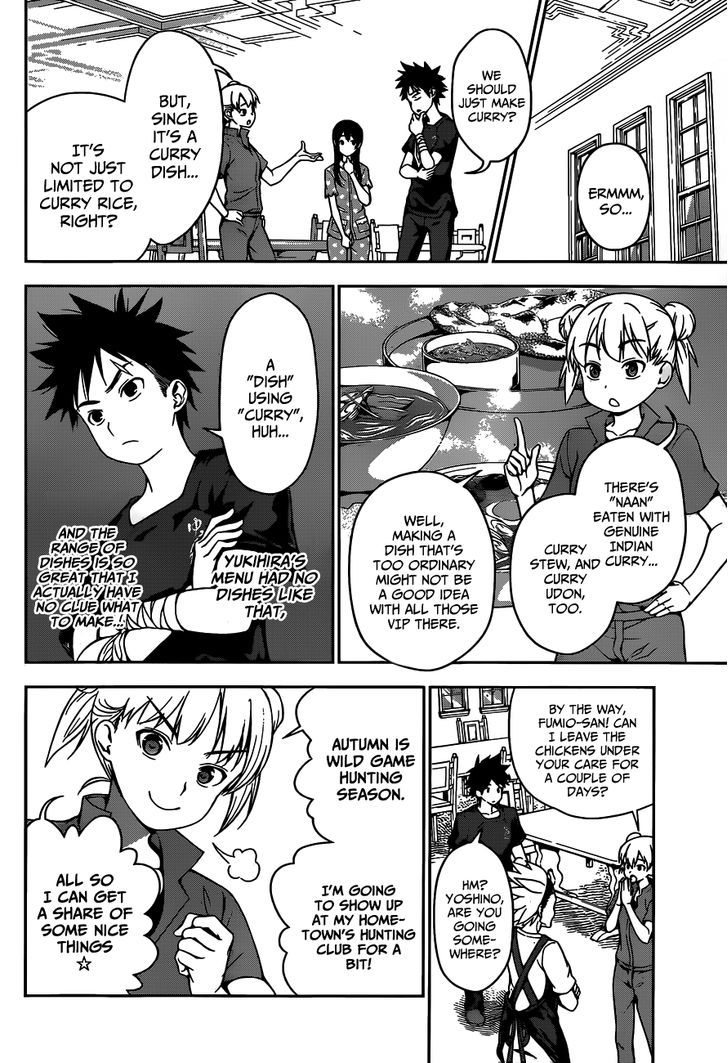 ERMMM,
SO...
WE
SHOULD
JUST MAKE
CURRY?
BUT,
SINCE
IT'S A
CURRY
DISH...
IT'S
NOT JUST
LIMITED TO
CURRY RICE,
RIGHT?
THERE'S
"NAAN"
EATEN WITH
GENUINE
INDIAN
CURRY...
CURRY
STEW, AND
CURRY
UDON,
TOO.
WELL,
MAKING A
DISH THAT'S
TOO ORDINARY
MIGHT NOT BE
A GOOD IDEA
WITH ALL THOSE
VIP THERE.
A
"DISH"
USING
"CURRY",
HUH...
YUKIHIRA'S
MENU HAD NO
DISHES LIKE
THAT,
AND THE
RANGE OF
DISHES IS SO
GREAT THAT I
ACTUALLY HAVE
NO CLUE WHAT
TO MAKE..!
BY THE WAY,
FUMIO-SAN! CAN
I LEAVE THE
CHICKENS UNDER
YOUR CARE FOR
A COUPLE OF
DAYS?
HM?
YOSHINO,
ARE YOU
GOING
SOME-
WHERE?
AUTUMN IS
WILD GAME
HUNTING
SEASON.
I'M GOING
TO SHOW UP
AT MY HOME-
TOWN'S HUNTING
CLUB FOR A
BIT!
ALL SO
I CAN GET
A SHARE OF
SOME NICE
THINGS
☆